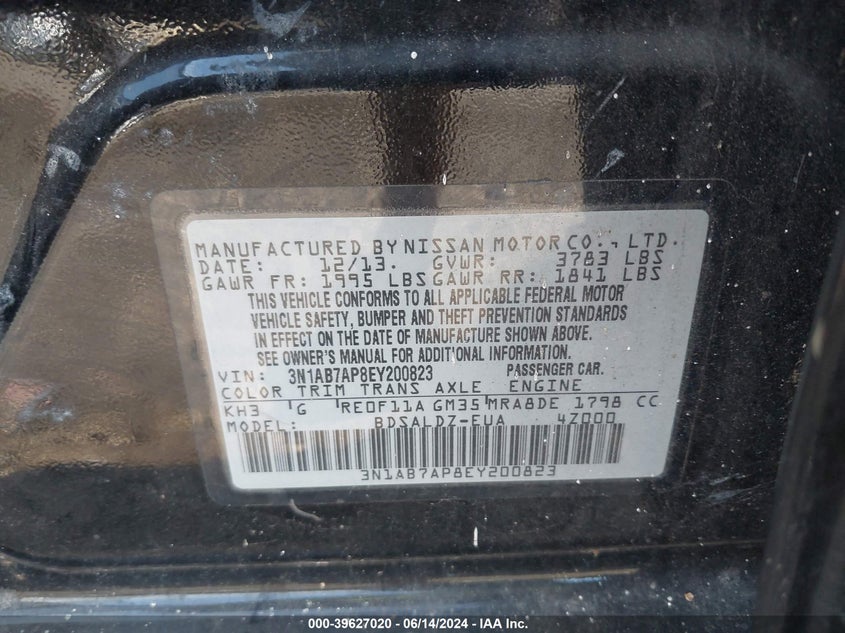 MANUFACTURED BY NISSAN MOTOR CO., LTD.
DATE: 12/13. GVWR: 3783 LBS
GAWR FR: 1995 LBS GAWR RR: 1841 LBS
THIS VEHICLE CONFORMS TO ALL APPLICABLE FEDERAL MOTOR
VEHICLE SAFETY, BUMPER AND THEFT PREVENTION STANDARDS
IN EFFECT ON THE DATE OF MANUFACTURE SHOWN ABOVE.
SEE OWNER'S MANUAL FOR ADDITIONAL INFORMATION.
VIN: 3N1AB7AP8EY200823 PASSENGER CAR.
COLOR TRIM TRANS AXLE ENGINE
KH3 G RE0F11A GM35 MRA8DE 1798 CC
MODEL: BDSALDZ-EUA 4Z000
3N1AB7AP8EY200823
000-39627020 / 06/14/2024 - IAA Inc.